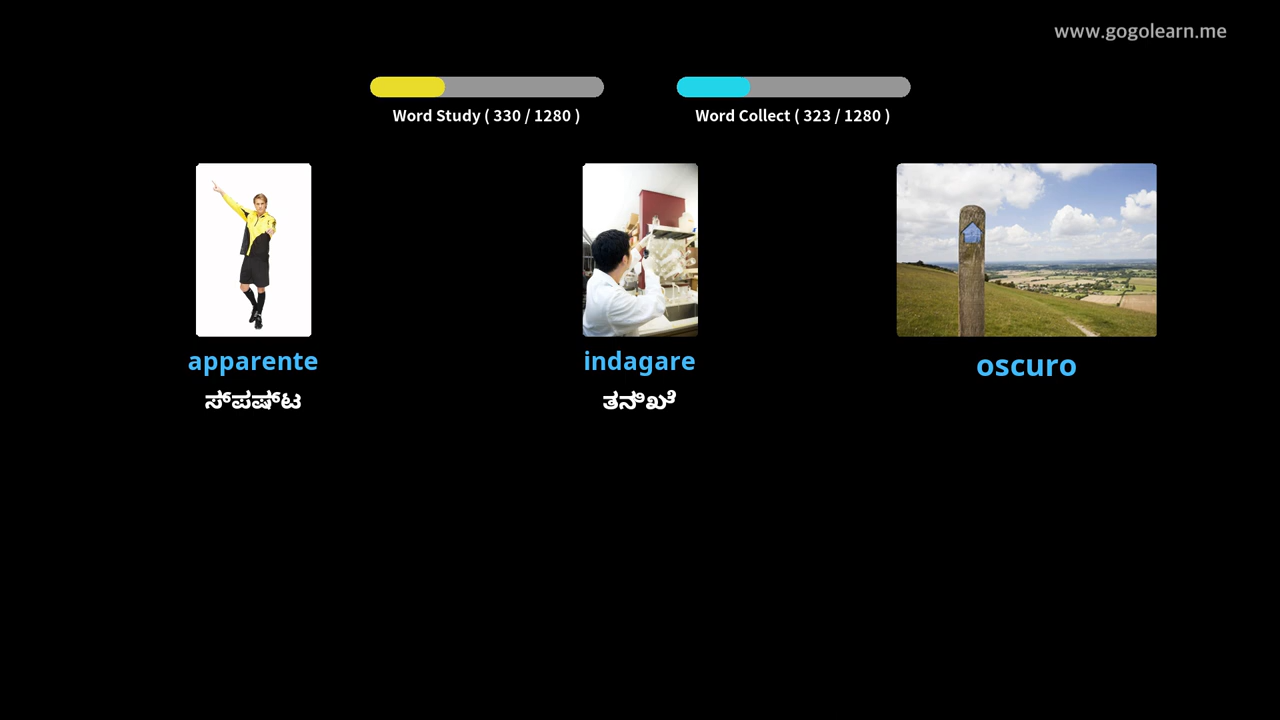 www.gogolearn.me
Word Study ( 330 / 1280 )
Word Collect ( 323 / 1280 )
apparente
indagare
oscuro
ಸ್ಪಷ್ಟ
ತನಿಖೆ